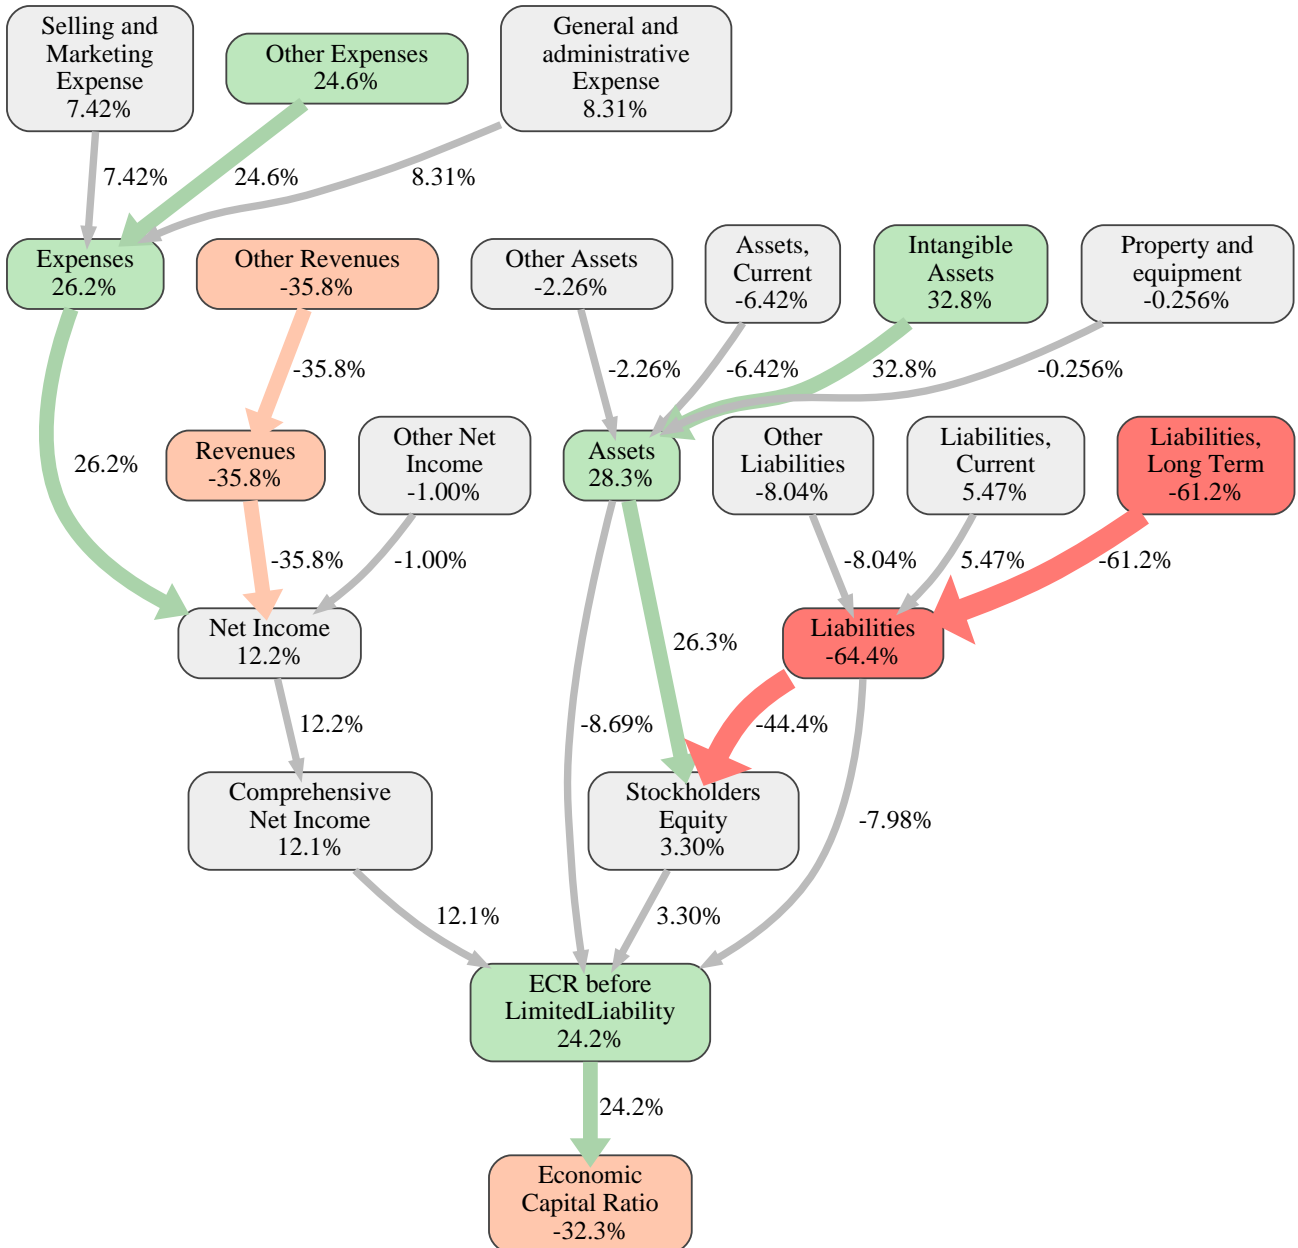 Selling and
Marketing
Expense
7.42%
Other Expenses
24.6%
General and
administrative
Expense
8.31%
7.42%
24.6%
8.31%
Expenses
26.2%
Other Revenues
-35.8%
Other Assets
-2.26%
Assets,
Current
-6.42%
Intangible
Assets
32.8%
Property and
equipment
-0.256%
-35.8%
-2.26%
-6.42%
32.8%
-0.256%
26.2%
Revenues
-35.8%
Other Net
Income
-1.00%
Assets
28.3%
Other
Liabilities
-8.04%
Liabilities,
Current
5.47%
Liabilities,
Long Term
-61.2%
-35.8%
-1.00%
-8.04%
5.47%
-61.2%
Net Income
12.2%
26.3%
Liabilities
-64.4%
12.2%
-8.69%
-44.4%
Comprehensive
Net Income
12.1%
Stockholders
Equity
3.30%
-7.98%
12.1%
3.30%
ECR before
LimitedLiability
24.2%
24.2%
Economic
Capital Ratio
-32.3%